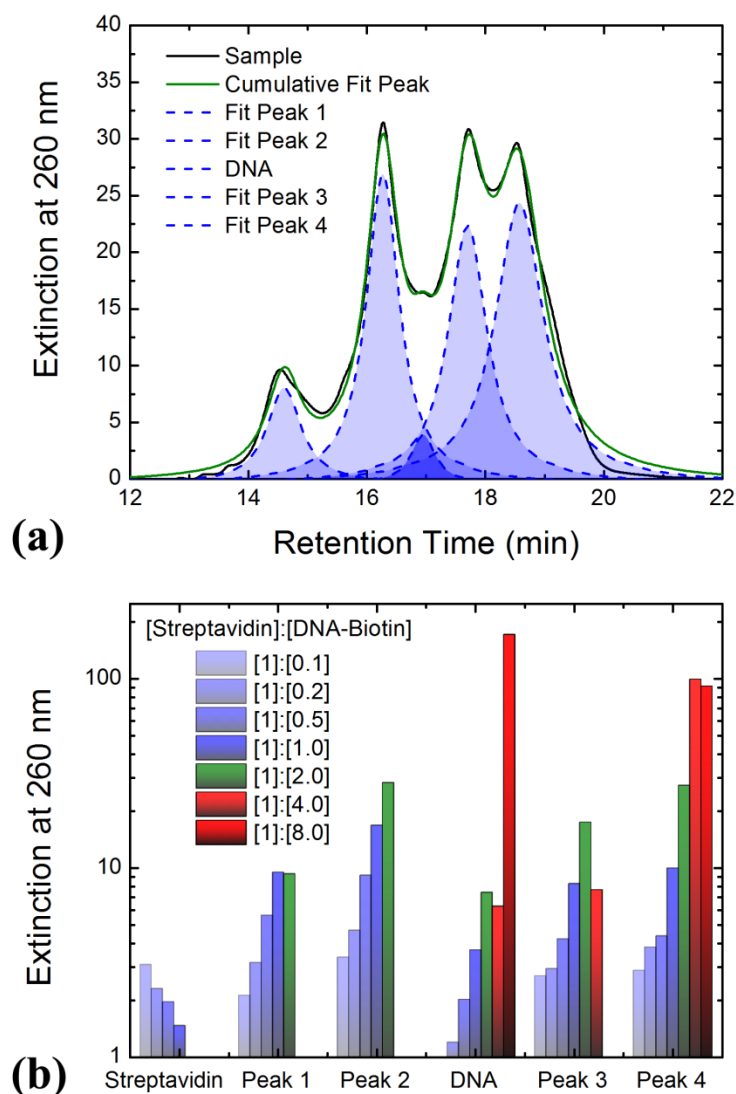 40
35
30
25
20
15
10
5
0
Extinction at 260 nm
Sample
Cumulative Fit Peak
Fit Peak 1
Fit Peak 2
DNA
Fit Peak 3
Fit Peak 4
12 14 16 18 20 22
(a)
Retention Time (min)
100
10
1
Extinction at 260 nm
[Streptavidin]:[DNA-Biotin]
[1]:[0.1]
[1]:[0.2]
[1]:[0.5]
[1]:[1.0]
[1]:[2.0]
[1]:[4.0]
[1]:[8.0]
(b)
Streptavidin Peak 1 Peak 2 DNA Peak 3 Peak 4